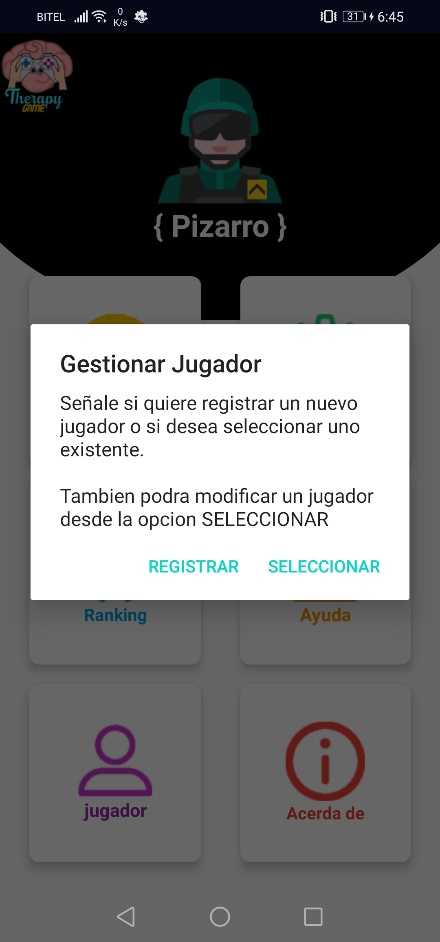 BITEL 0 K/s 31 6:45
Therapy
GAME
{ Pizarro }
Gestionar Jugador
Señale si quiere registrar un nuevo
jugador o si desea seleccionar uno
existente.
Tambien podra modificar un jugador
desde la opcion SELECCIONAR
REGISTRAR SELECCIONAR
Ranking Ayuda
jugador Acerda de